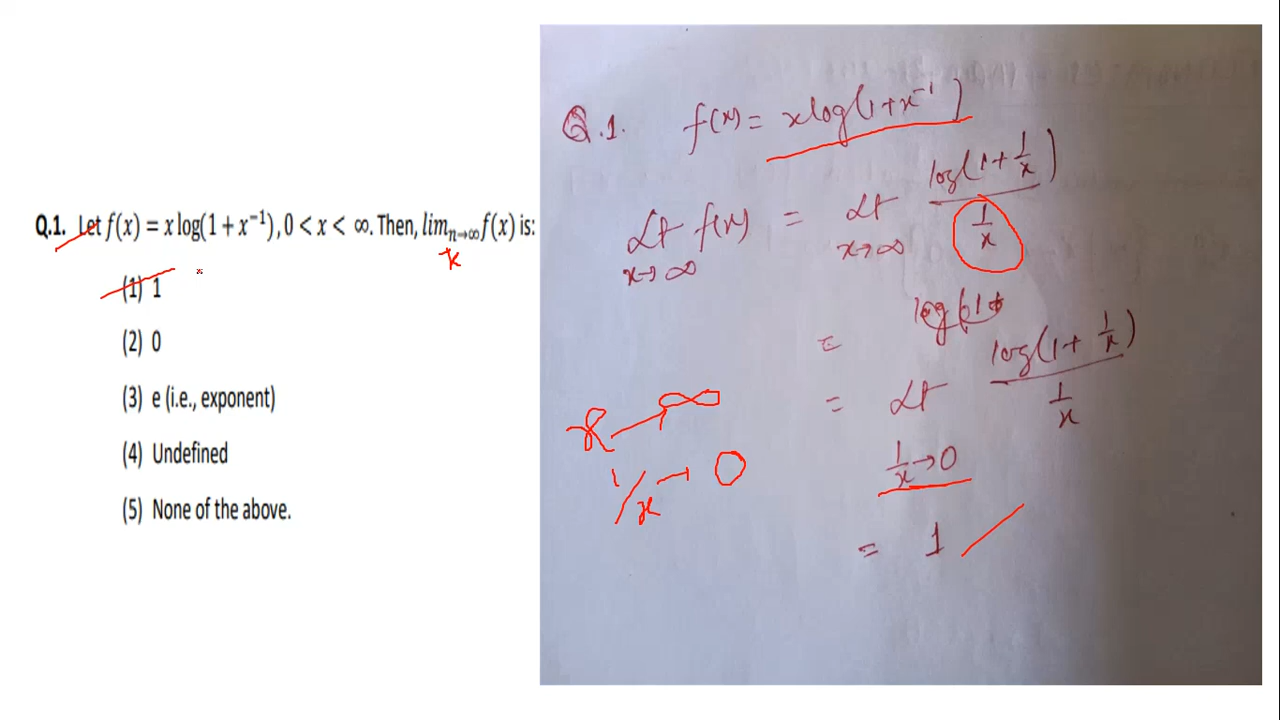 Q.1. Let f(x) = x log(1 + x⁻¹), 0 < x < ∞. Then, lim n→∞ f(x) is:
x
(1) 1
(2) 0
(3) e (i.e., exponent)
(4) Undefined
(5) None of the above.
Q.1. f(x) = x log(1+x⁻¹)
Lt x→∞ f(x) = Lt x→∞ log(1+1/x) / 1/x
= log(1+
= Lt 1/x→0 log(1+1/x) / 1/x
= 1
x → ∞
1/x → 0